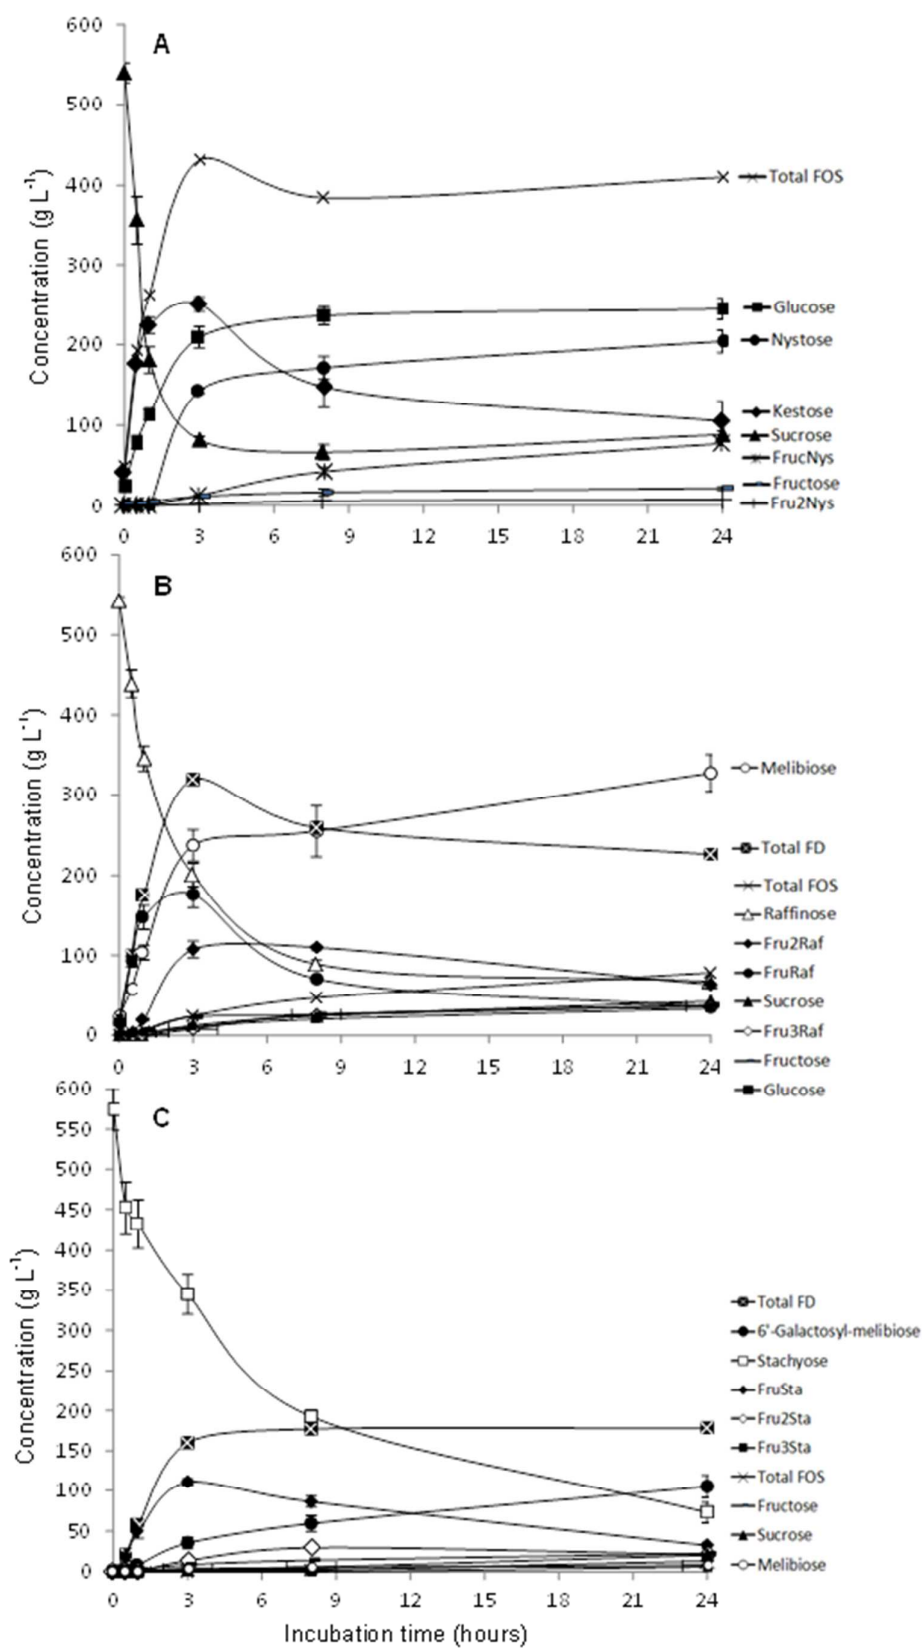 600
A
500
400
Total FOS
300
Glucose
Nystose
200
Kestose
100
Sucrose
FrucNys
Fructose
0
Fru2Nys
0 3 6 9 12 15 18 21 24
Concentration (g L⁻¹)
600
B
500
400
Melibiose
300
Total FD
200
Total FOS
Raffinose
100
Fru2Raf
FruRaf
Sucrose
0
Fru3Raf
0 3 6 9 12 15 18 21 24
Fructose
Glucose
Concentration (g L⁻¹)
600
C
550
500
450
400
350
Total FD
300
6'-Galactosyl-melibiose
Stachyose
250
FruSta
200
Fru2Sta
150
Fru3Sta
Total FOS
100
Fructose
50
Sucrose
0
Melibiose
0 3 6 9 12 15 18 21 24
Concentration (g L⁻¹)
Incubation time (hours)